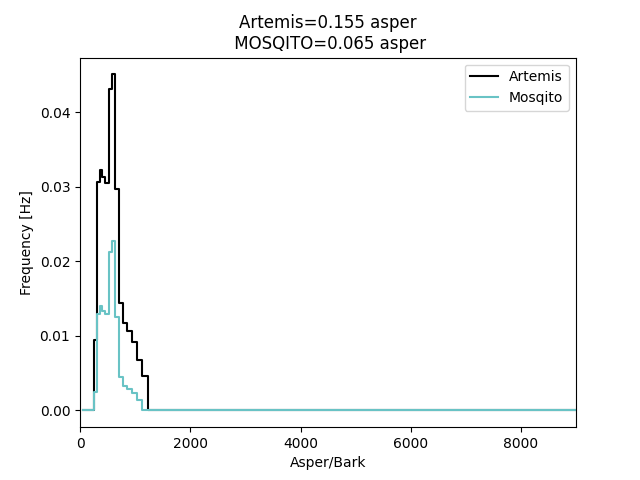 Artemis=0.155 asper
MOSQITO=0.065 asper
Artemis
Mosqito
0.04
0.03
0.02
0.01
0.00
Frequency [Hz]
0 2000 4000 6000 8000
Asper/Bark